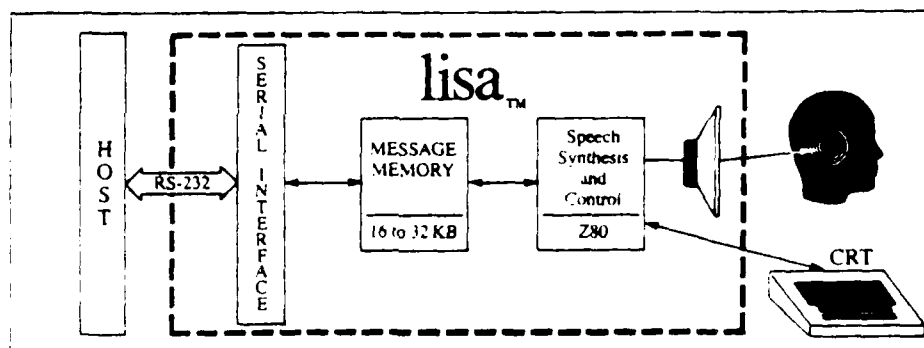 lisa™
HOST
RS-232
SERIAL INTERFACE
MESSAGE
MEMORY
16 to 32 KB
Speech
Synthesis
and
Control
Z80
CRT